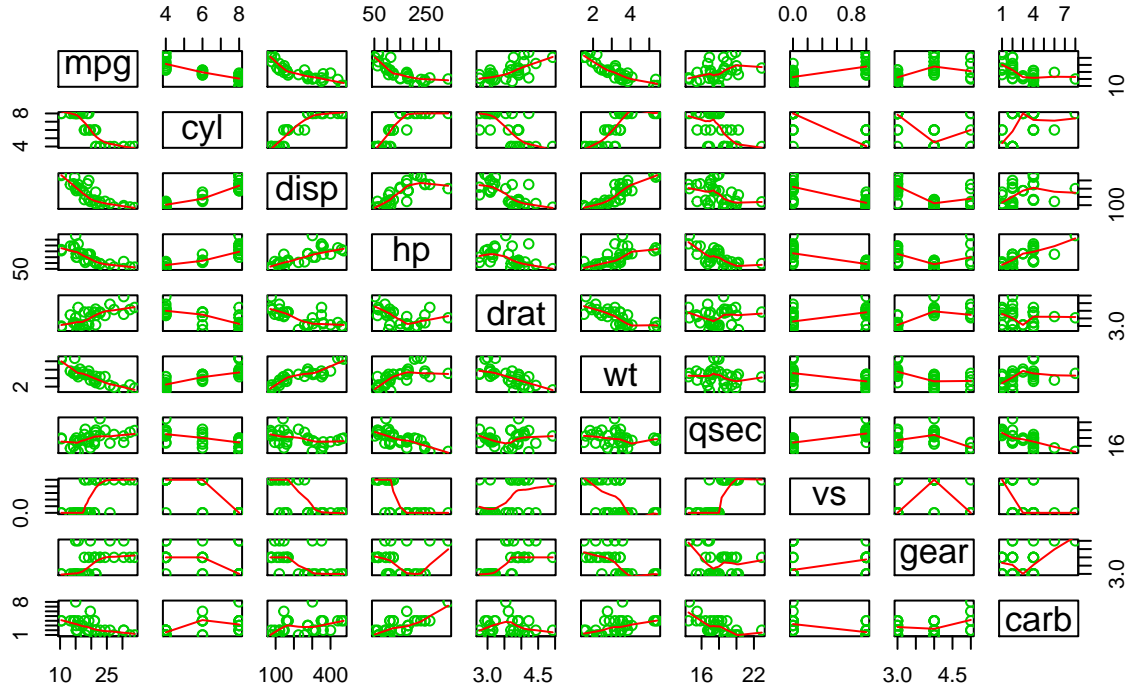 4 6 8 50 250 2 4 0.0 0.8 1 4 7
mpg 10
8 4 cyl
disp 100
50 hp
drat 3.0
2 wt
qsec 16
0.0 vs
gear 3.0
8 1 carb
10 25 100 400 3.0 4.5 16 22 3.0 4.5